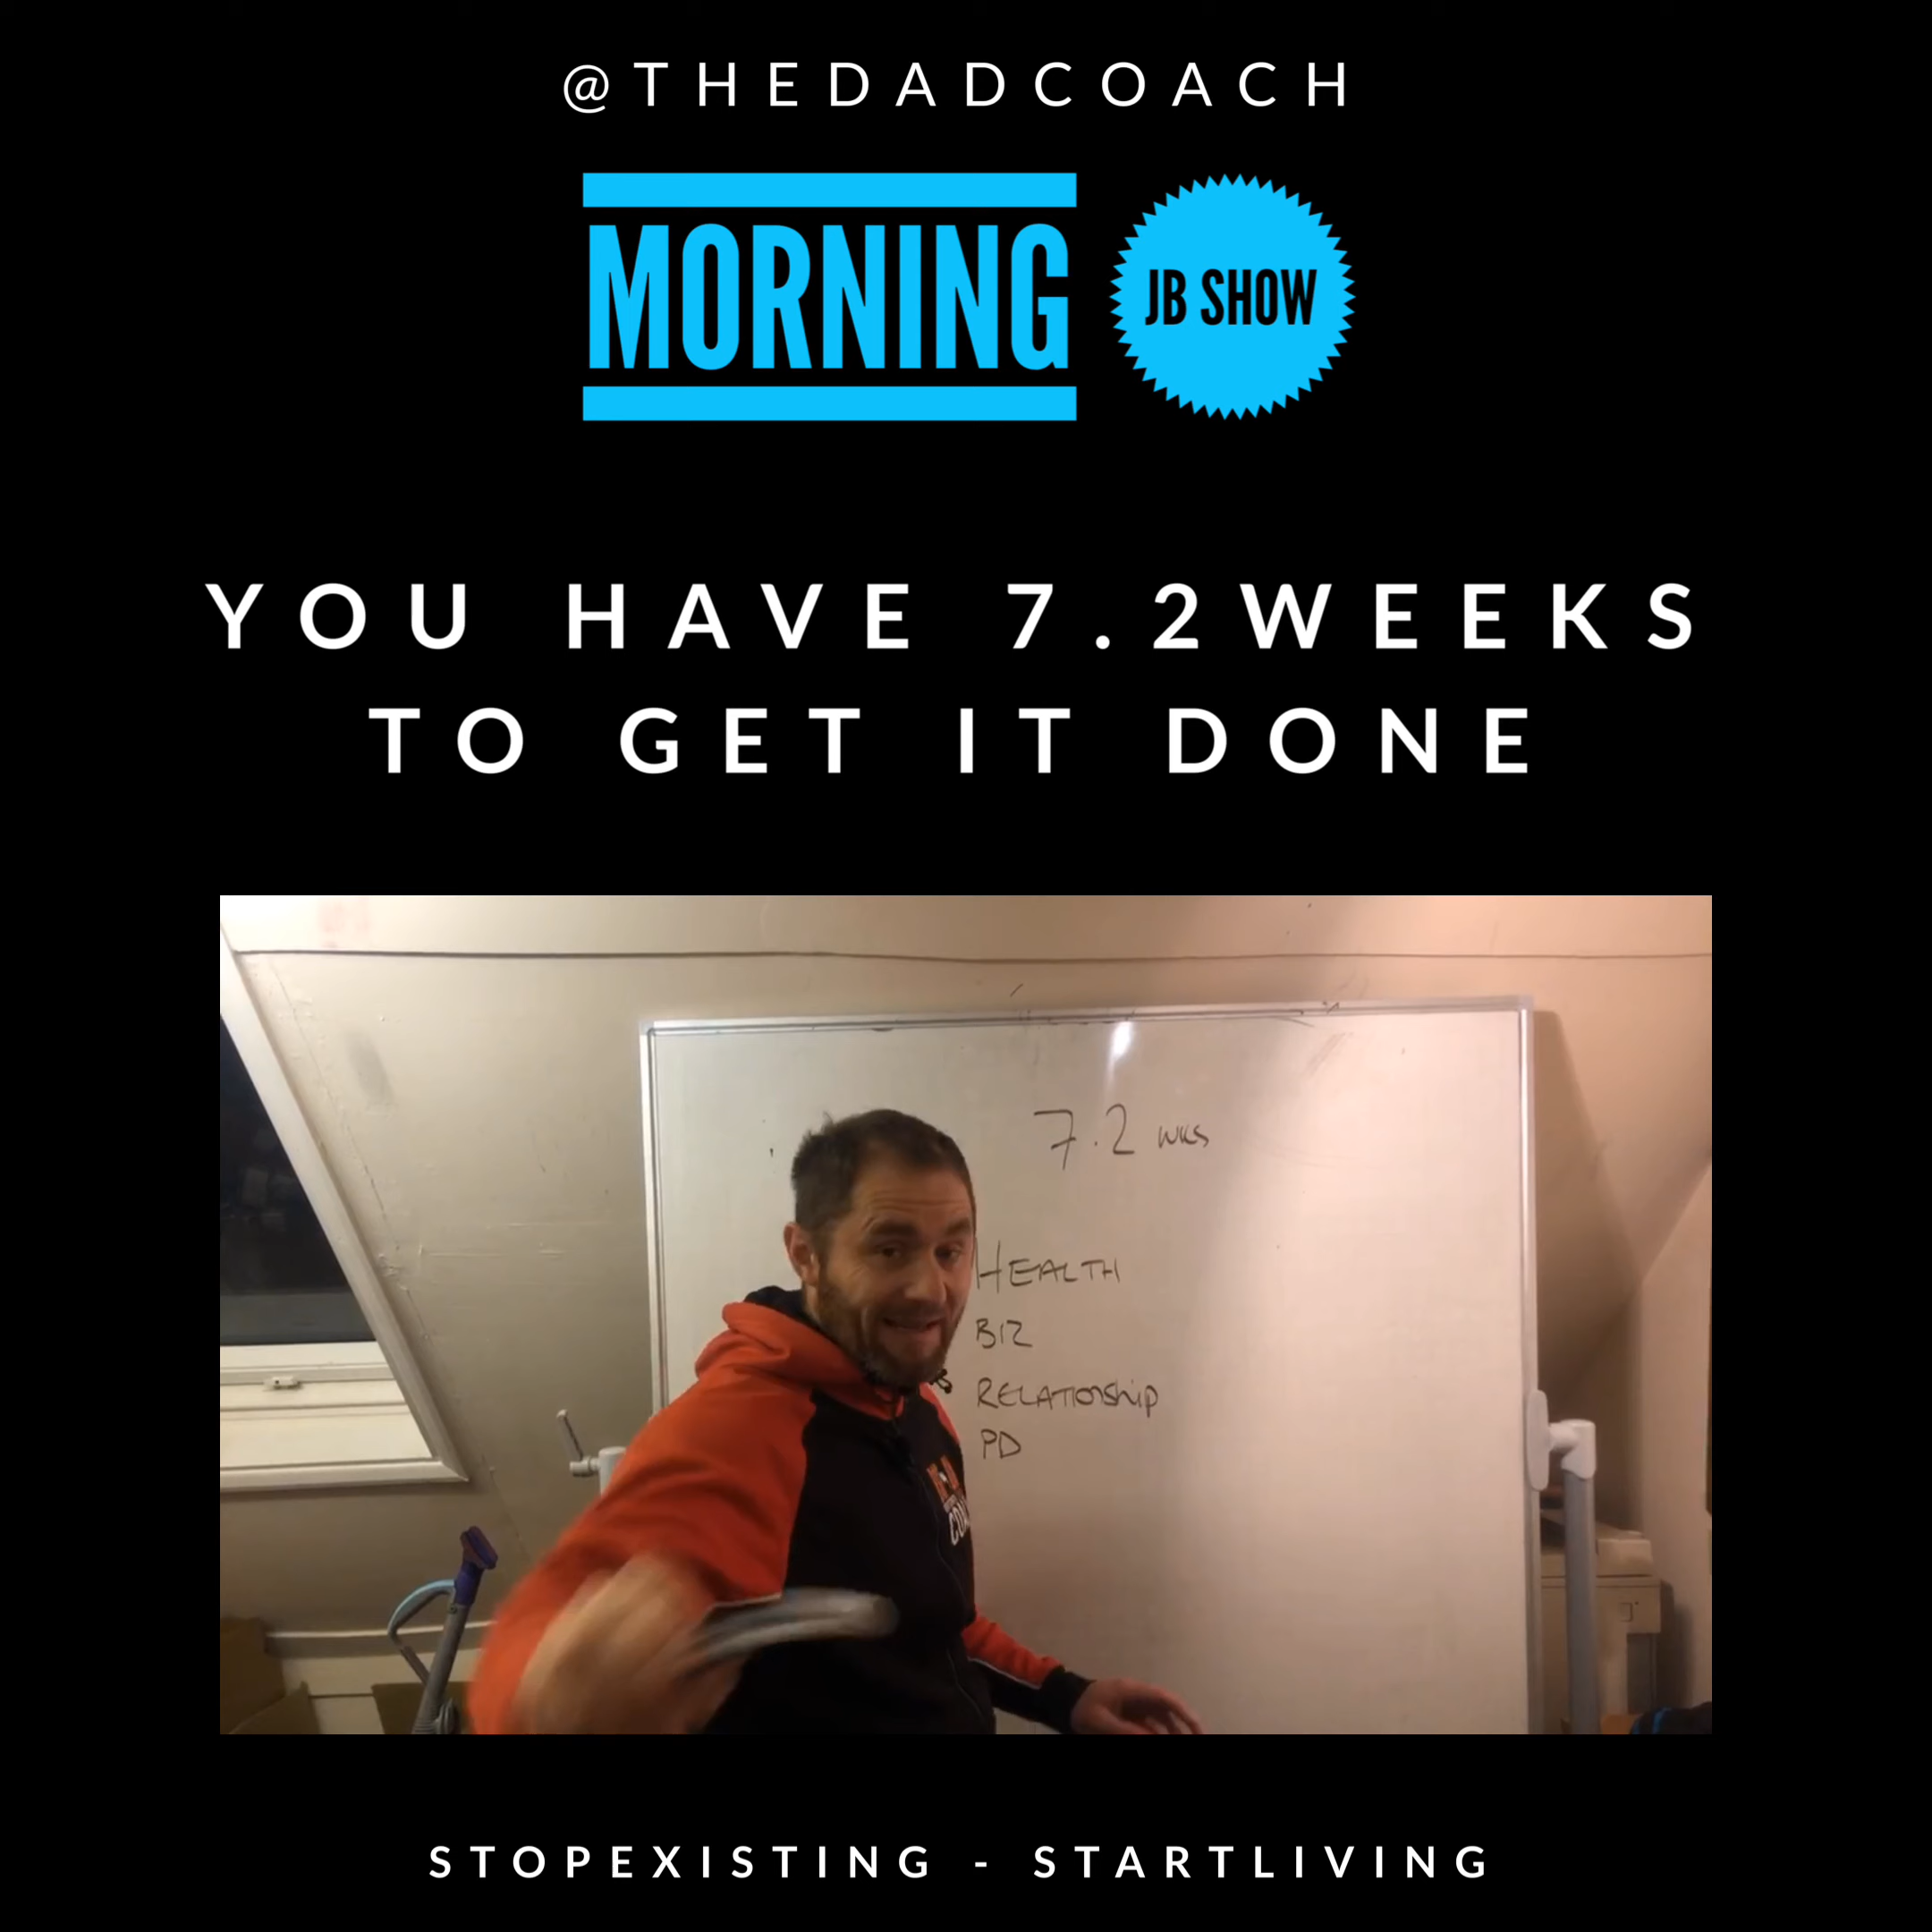 @THEDADCOACH
MORNING
JB SHOW
YOU HAVE 7.2WEEKS
TO GET IT DONE
7.2 WKS
HEALTH
BIZ
RELATIONShip
PD
STOPEXISTING - STARTLIVING